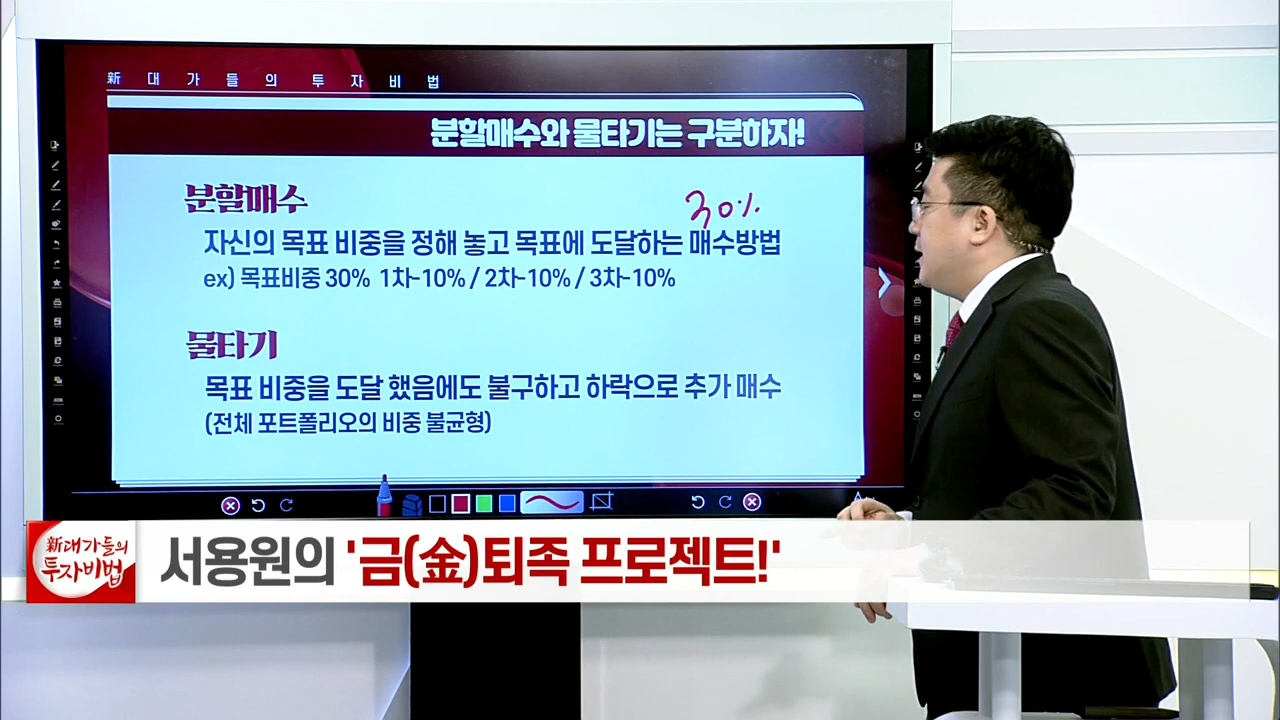 新 대가들의 투자비법
분할매수와 물타기는 구분하자!
분할매수
30%
자신의 목표 비중을 정해 놓고 목표에 도달하는 매수방법
ex) 목표비중 30% 1차-10% / 2차-10% / 3차-10%
물타기
목표 비중을 도달 했음에도 불구하고 하락으로 추가 매수
(전체 포트폴리오의 비중 불균형)
新대가들의
투자비법
서용원의 '금(金)퇴족 프로젝트!'